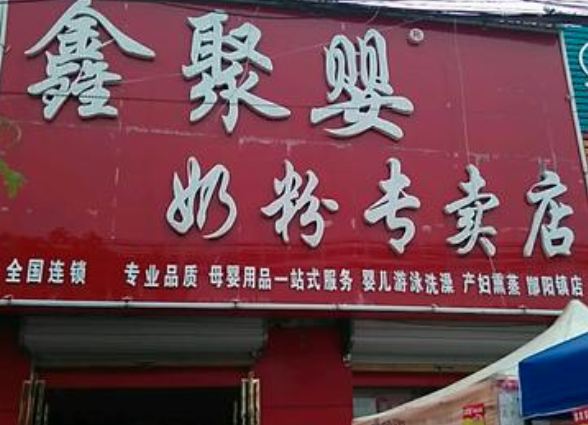 鑫聚婴®
奶粉专卖店
全国连锁 专业品质 母婴用品一站式服务 婴儿游泳洗澡 产妇熏蒸 鄌阳镇店